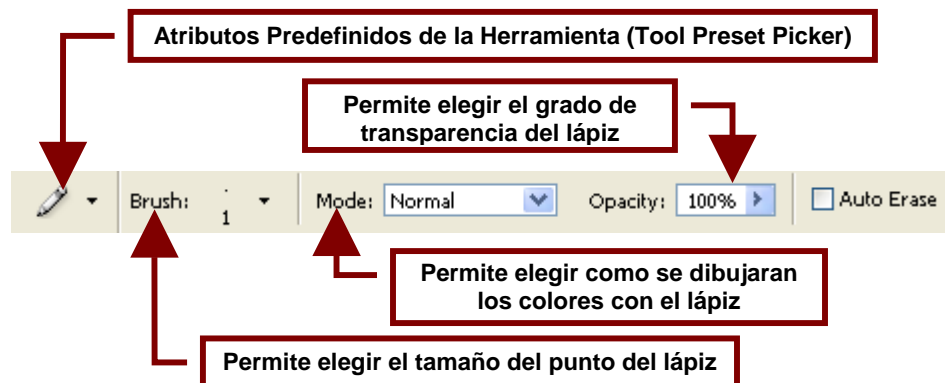 Atributos Predefinidos de la Herramienta (Tool Preset Picker)
Permite elegir el grado de
transparencia del lápiz
Brush: 1 Mode: Normal Opacity: 100% Auto Erase
Permite elegir como se dibujaran
los colores con el lápiz
Permite elegir el tamaño del punto del lápiz